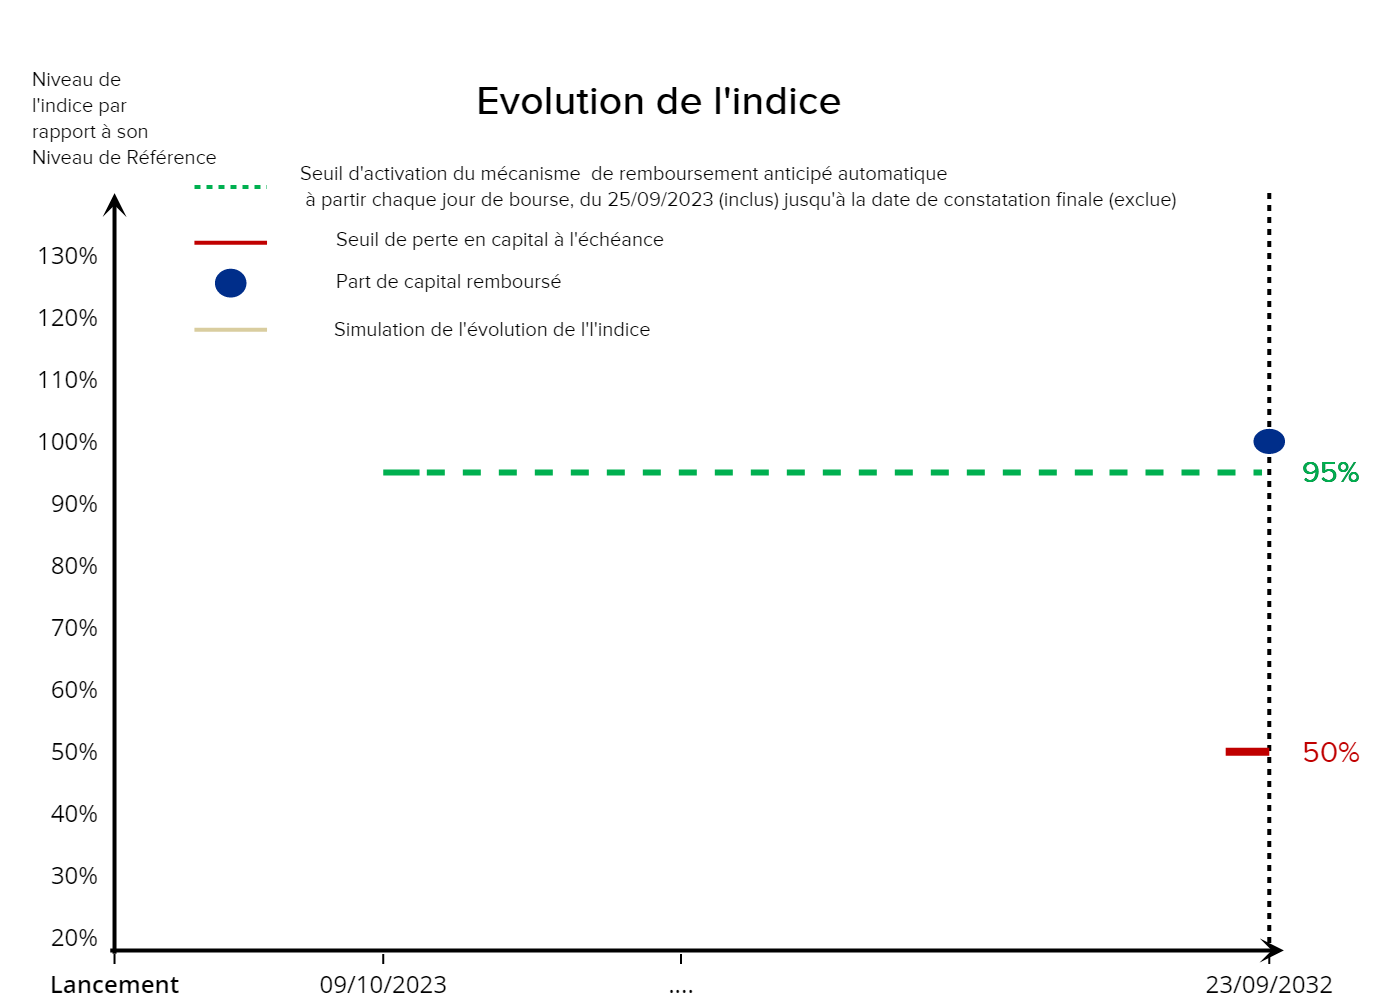 Niveau de
l'indice par
rapport à son
Niveau de Référence
Evolution de l'indice
Seuil d'activation du mécanisme  de remboursement anticipé automatique
à partir chaque jour de bourse, du 25/09/2023 (inclus) jusqu'à la date de constatation finale (exclue)
Seuil de perte en capital à l'échéance
Part de capital remboursé
Simulation de l'évolution de l'l'indice
130%
120%
110%
100%
95%
90%
80%
70%
60%
50%
50%
40%
30%
20%
Lancement
09/10/2023
....
23/09/2032